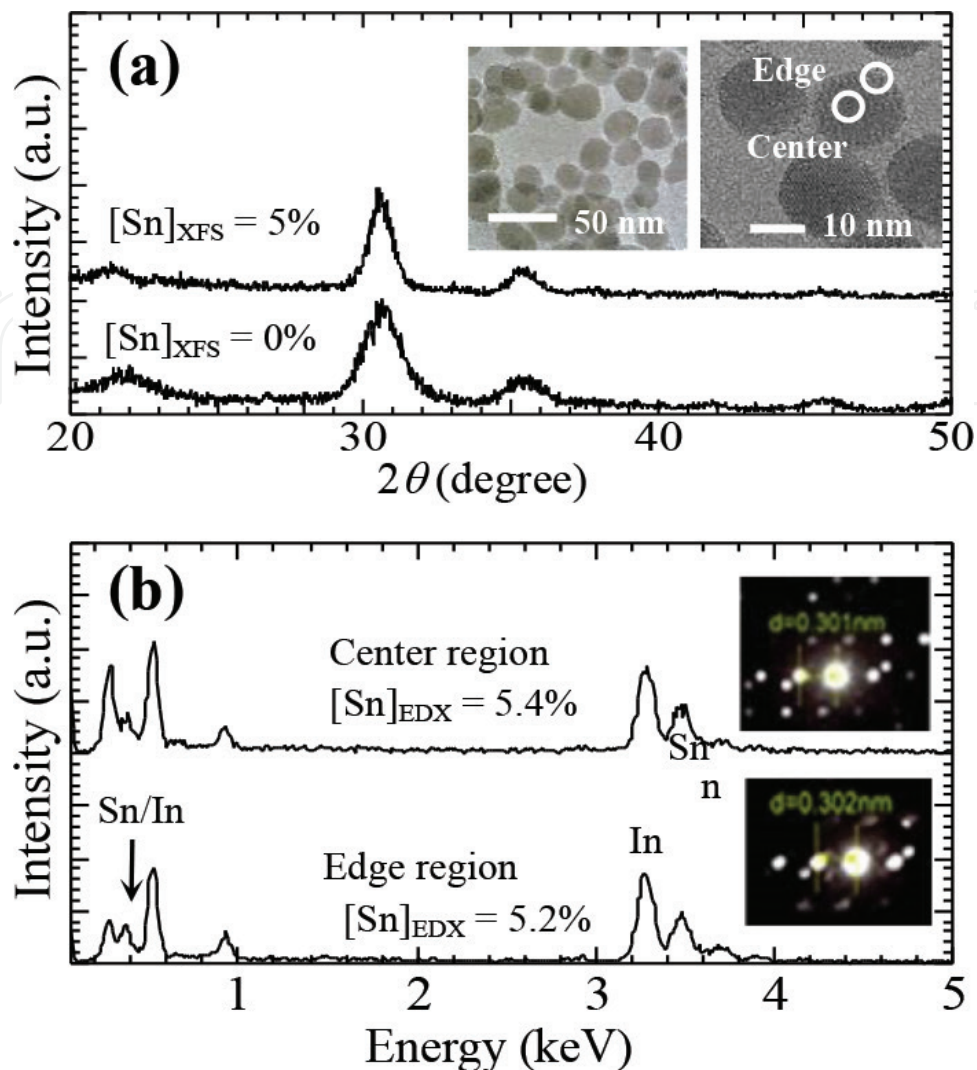 (a)
Edge
Center
50 nm
10 nm
[Sn]XFS = 5%
[Sn]XFS = 0%
Intensity (a.u.)
20 30 40 50
2θ (degree)
(b)
d=0.301nm
Center region
[Sn]EDX = 5.4%
Sn
n
Sn/In
d=0.302nm
In
Edge region
[Sn]EDX = 5.2%
Intensity (a.u.)
1 2 3 4 5
Energy (keV)